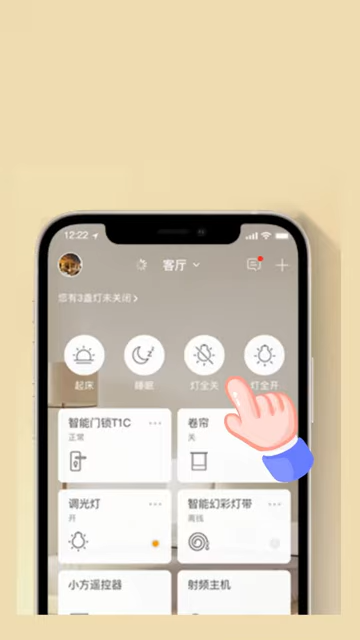 12:22
客厅
您有3盏灯未关闭>
起床 睡眠 灯全关 灯全开
智能门锁T1C 卷帘
正常 关
调光灯 智能幻彩灯带
开 离线
小方遥控器 射频主机